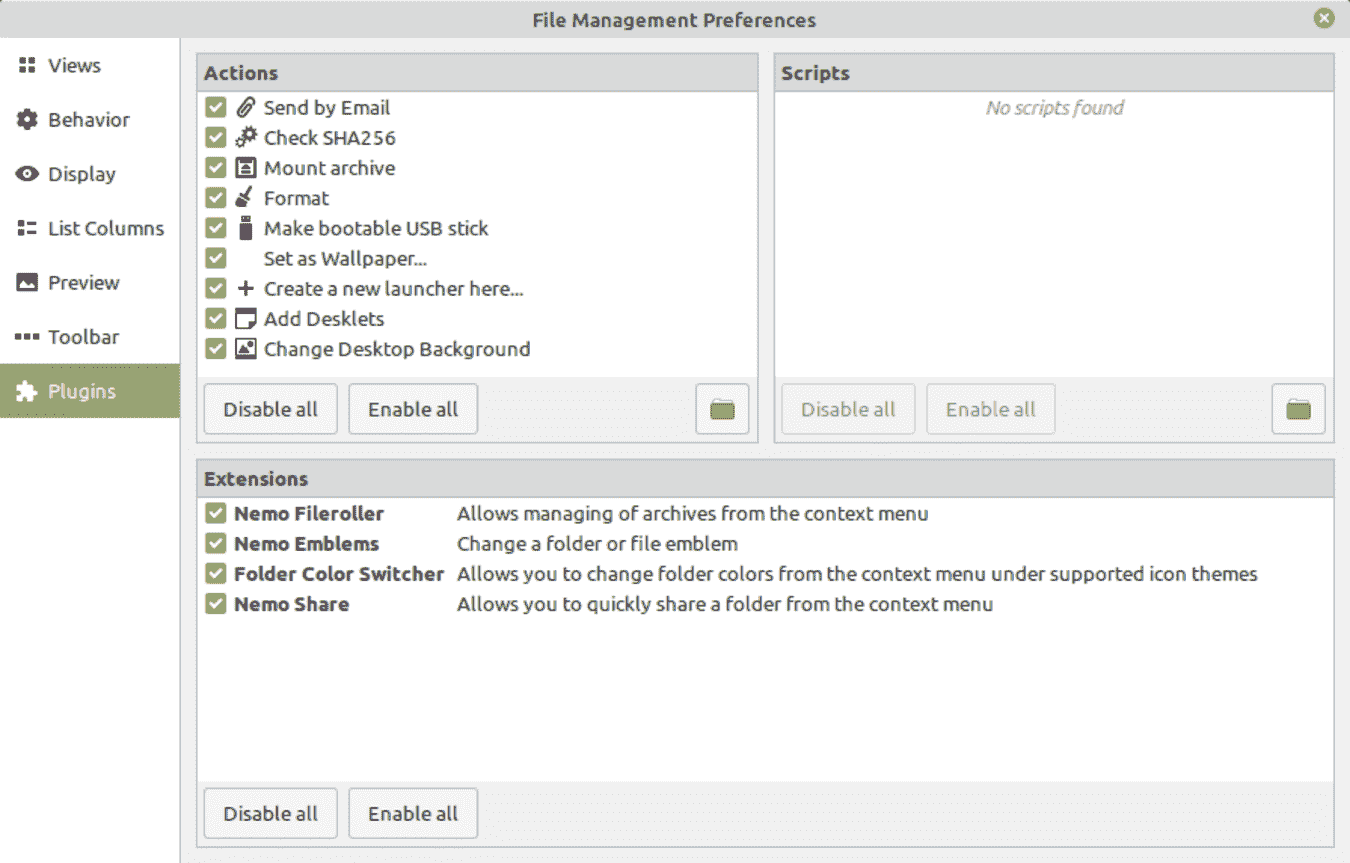 File Management Preferences
Views
Behavior
Display
List Columns
Preview
Toolbar
Plugins
Actions
Send by Email
Check SHA256
Mount archive
Format
Make bootable USB stick
Set as Wallpaper...
Create a new launcher here...
Add Desklets
Change Desktop Background
Disable all
Enable all
Scripts
No scripts found
Disable all
Enable all
Extensions
Nemo Fileroller Allows managing of archives from the context menu
Nemo Emblems Change a folder or file emblem
Folder Color Switcher Allows you to change folder colors from the context menu under supported icon themes
Nemo Share Allows you to quickly share a folder from the context menu
Disable all
Enable all